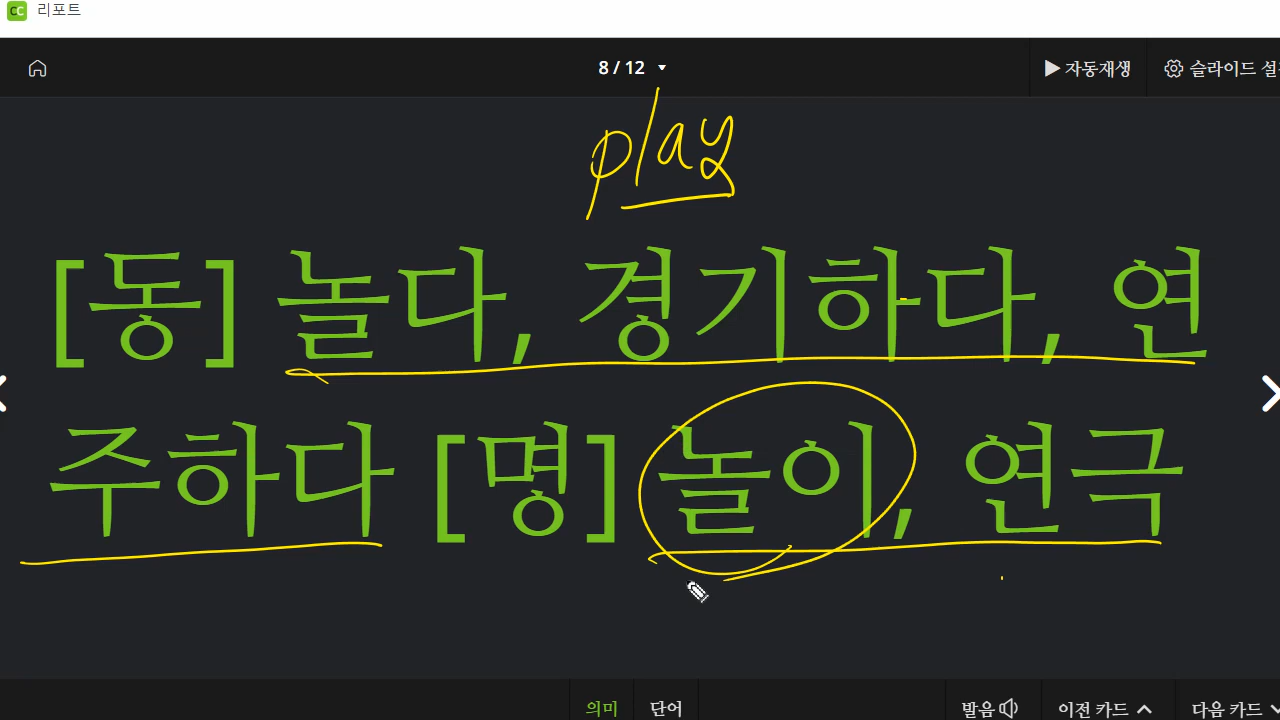 CC 리포트
8 / 12
자동재생
슬라이드
play
[동] 놀다, 경기하다, 연
주하다 [명] 놀이, 연극
의미 단어 발음 이전 카드 다음 카드